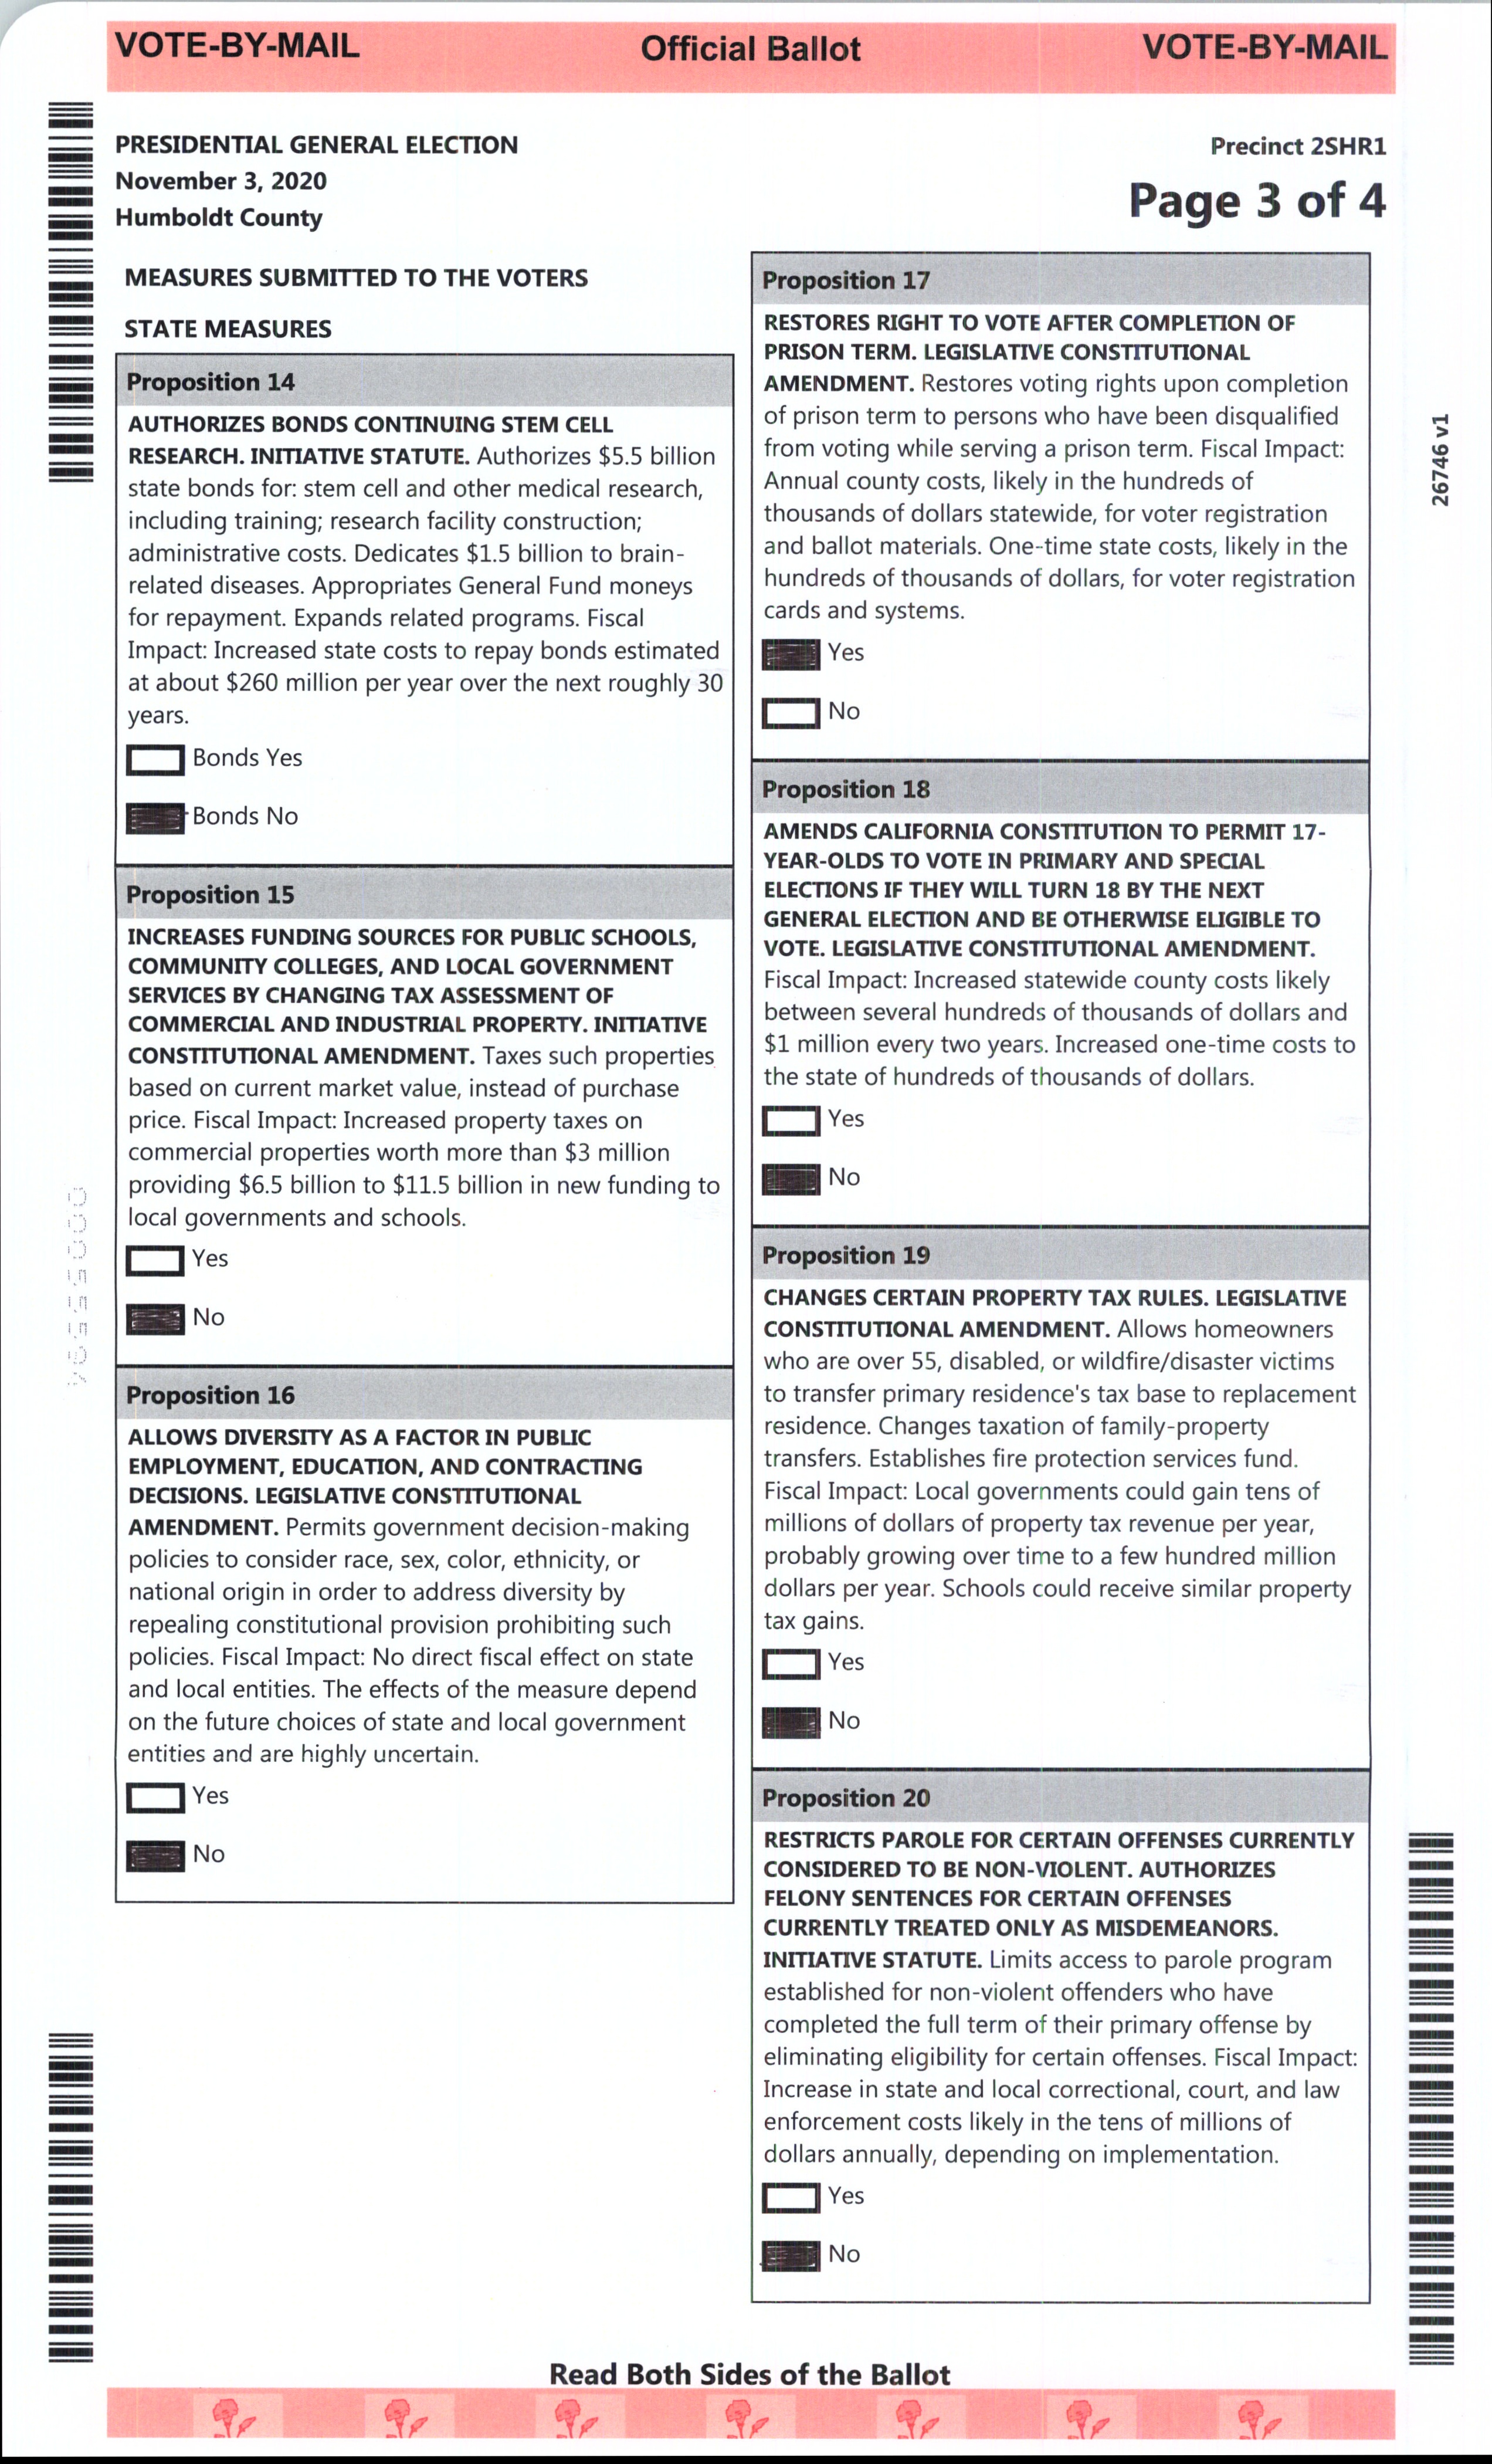 VOTE-BY-MAIL Official Ballot VOTE-BY-MAIL
PRESIDENTIAL GENERAL ELECTION
November 3, 2020
Humboldt County
Precinct 2SHR1
Page 3 of 4
MEASURES SUBMITTED TO THE VOTERS
STATE MEASURES
Proposition 14
AUTHORIZES BONDS CONTINUING STEM CELL
RESEARCH. INITIATIVE STATUTE. Authorizes $5.5 billion
state bonds for: stem cell and other medical research,
including training; research facility construction;
administrative costs. Dedicates $1.5 billion to brain-
related diseases. Appropriates General Fund moneys
for repayment. Expands related programs. Fiscal
Impact: Increased state costs to repay bonds estimated
at about $260 million per year over the next roughly 30
years.
Bonds Yes
Bonds No
Proposition 15
INCREASES FUNDING SOURCES FOR PUBLIC SCHOOLS,
COMMUNITY COLLEGES, AND LOCAL GOVERNMENT
SERVICES BY CHANGING TAX ASSESSMENT OF
COMMERCIAL AND INDUSTRIAL PROPERTY. INITIATIVE
CONSTITUTIONAL AMENDMENT. Taxes such properties
based on current market value, instead of purchase
price. Fiscal Impact: Increased property taxes on
commercial properties worth more than $3 million
providing $6.5 billion to $11.5 billion in new funding to
local governments and schools.
Yes
No
Proposition 16
ALLOWS DIVERSITY AS A FACTOR IN PUBLIC
EMPLOYMENT, EDUCATION, AND CONTRACTING
DECISIONS. LEGISLATIVE CONSTITUTIONAL
AMENDMENT. Permits government decision-making
policies to consider race, sex, color, ethnicity, or
national origin in order to address diversity by
repealing constitutional provision prohibiting such
policies. Fiscal Impact: No direct fiscal effect on state
and local entities. The effects of the measure depend
on the future choices of state and local government
entities and are highly uncertain.
Yes
No
Proposition 17
RESTORES RIGHT TO VOTE AFTER COMPLETION OF
PRISON TERM. LEGISLATIVE CONSTITUTIONAL
AMENDMENT. Restores voting rights upon completion
of prison term to persons who have been disqualified
from voting while serving a prison term. Fiscal Impact:
Annual county costs, likely in the hundreds of
thousands of dollars statewide, for voter registration
and ballot materials. One-time state costs, likely in the
hundreds of thousands of dollars, for voter registration
cards and systems.
Yes
No
Proposition 18
AMENDS CALIFORNIA CONSTITUTION TO PERMIT 17-
YEAR-OLDS TO VOTE IN PRIMARY AND SPECIAL
ELECTIONS IF THEY WILL TURN 18 BY THE NEXT
GENERAL ELECTION AND BE OTHERWISE ELIGIBLE TO
VOTE. LEGISLATIVE CONSTITUTIONAL AMENDMENT.
Fiscal Impact: Increased statewide county costs likely
between several hundreds of thousands of dollars and
$1 million every two years. Increased one-time costs to
the state of hundreds of thousands of dollars.
Yes
No
Proposition 19
CHANGES CERTAIN PROPERTY TAX RULES. LEGISLATIVE
CONSTITUTIONAL AMENDMENT. Allows homeowners
who are over 55, disabled, or wildfire/disaster victims
to transfer primary residence's tax base to replacement
residence. Changes taxation of family-property
transfers. Establishes fire protection services fund.
Fiscal Impact: Local governments could gain tens of
millions of dollars of property tax revenue per year,
probably growing over time to a few hundred million
dollars per year. Schools could receive similar property
tax gains.
Yes
No
Proposition 20
RESTRICTS PAROLE FOR CERTAIN OFFENSES CURRENTLY
CONSIDERED TO BE NON-VIOLENT. AUTHORIZES
FELONY SENTENCES FOR CERTAIN OFFENSES
CURRENTLY TREATED ONLY AS MISDEMEANORS.
INITIATIVE STATUTE. Limits access to parole program
established for non-violent offenders who have
completed the full term of their primary offense by
eliminating eligibility for certain offenses. Fiscal Impact:
Increase in state and local correctional, court, and law
enforcement costs likely in the tens of millions of
dollars annually, depending on implementation.
Yes
No
26746 v1
Read Both Sides of the Ballot